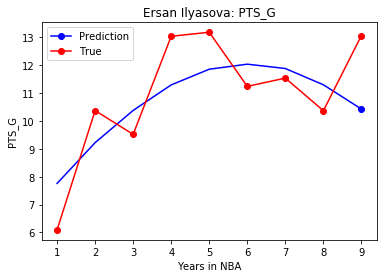 Ersan Ilyasova: PTS_G
Prediction
True
PTS_G
13
12
11
10
9
8
7
6
1 2 3 4 5 6 7 8 9
Years in NBA